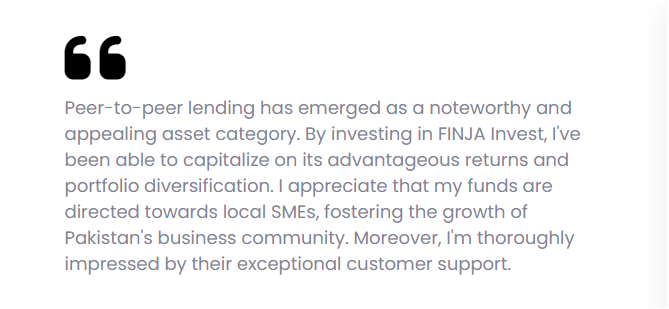 Peer-to-peer lending has emerged as a noteworthy and
appealing asset category. By investing in FINJA Invest, I've
been able to capitalize on its advantageous returns and
portfolio diversification. I appreciate that my funds are
directed towards local SMEs, fostering the growth of
Pakistan's business community. Moreover, I'm thoroughly
impressed by their exceptional customer support.